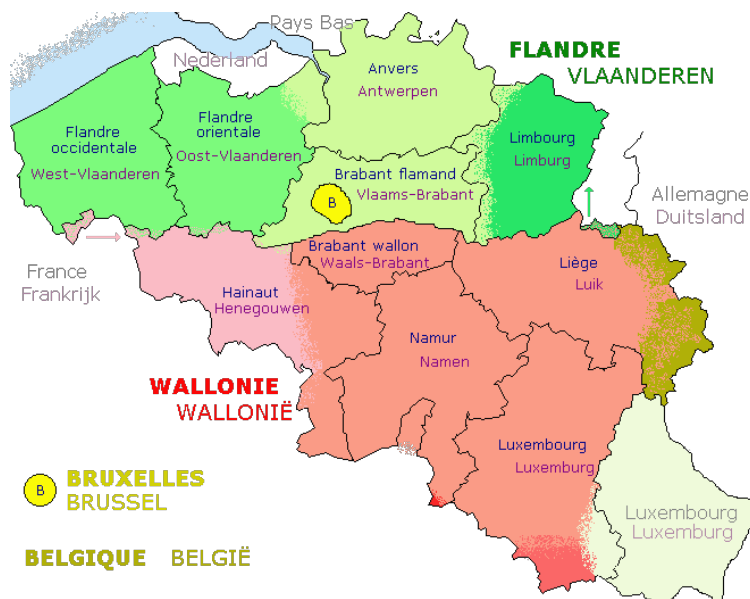 Pays Bas
Nederland
FLANDRE
VLAANDEREN
Anvers
Antwerpen
Flandre
occidentale
West-Vlaanderen
Flandre
orientale
Oost-Vlaanderen
Limbourg
Limburg
Brabant flamand
Vlaams-Brabant
B
Allemagne
Duitsland
Brabant wallon
Waals-Brabant
France
Frankrijk
Hainaut
Henegouwen
Liège
Luik
Namur
Namen
WALLONIE
WALLONIË
Luxembourg
Luxemburg
B
BRUXELLES
BRUSSEL
Luxembourg
Luxemburg
BELGIQUE BELGIË